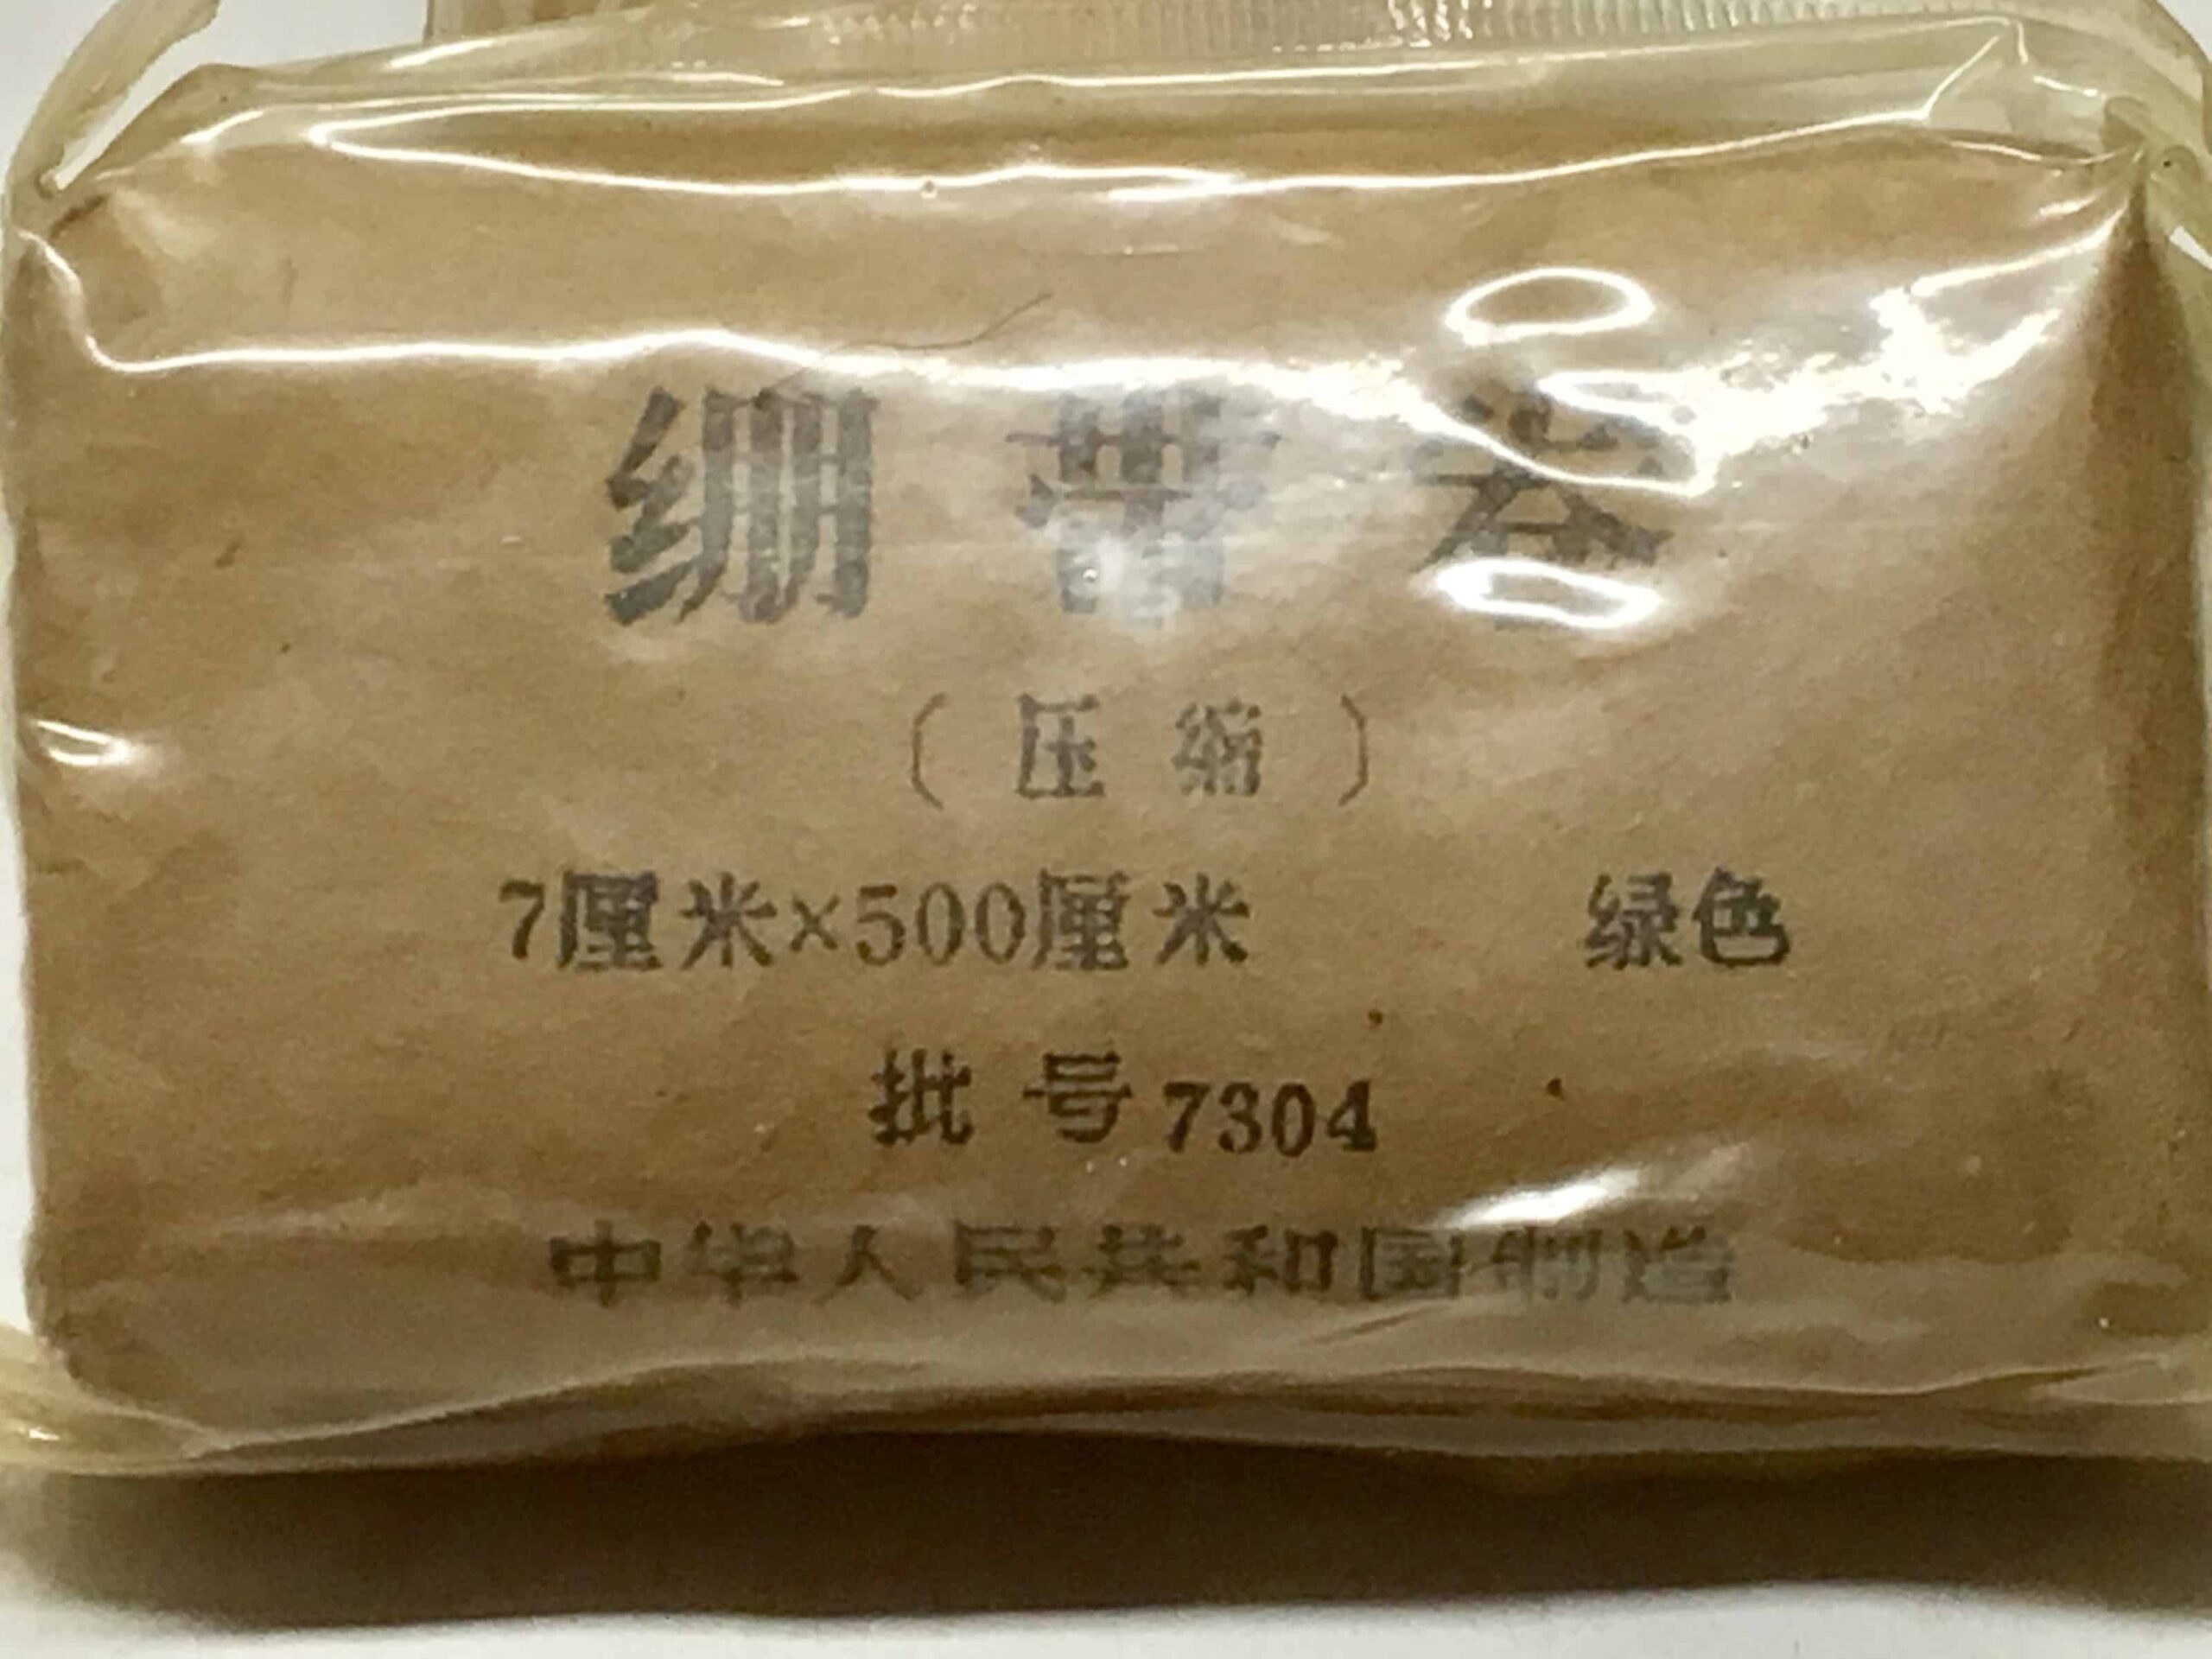 绷带卷
(压缩)
7厘米×500厘米 绿色
批号7304
中华人民共和国制造